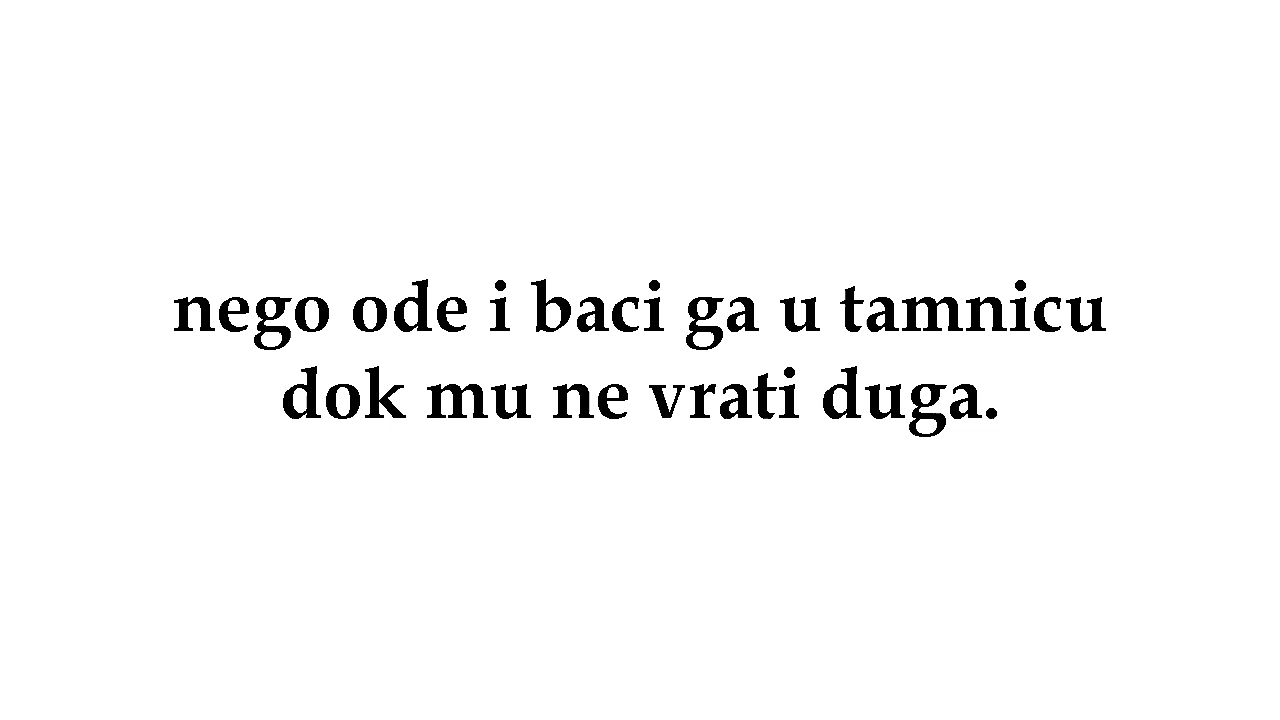 nego ode i baci ga u tamnicu
dok mu ne vrati duga.